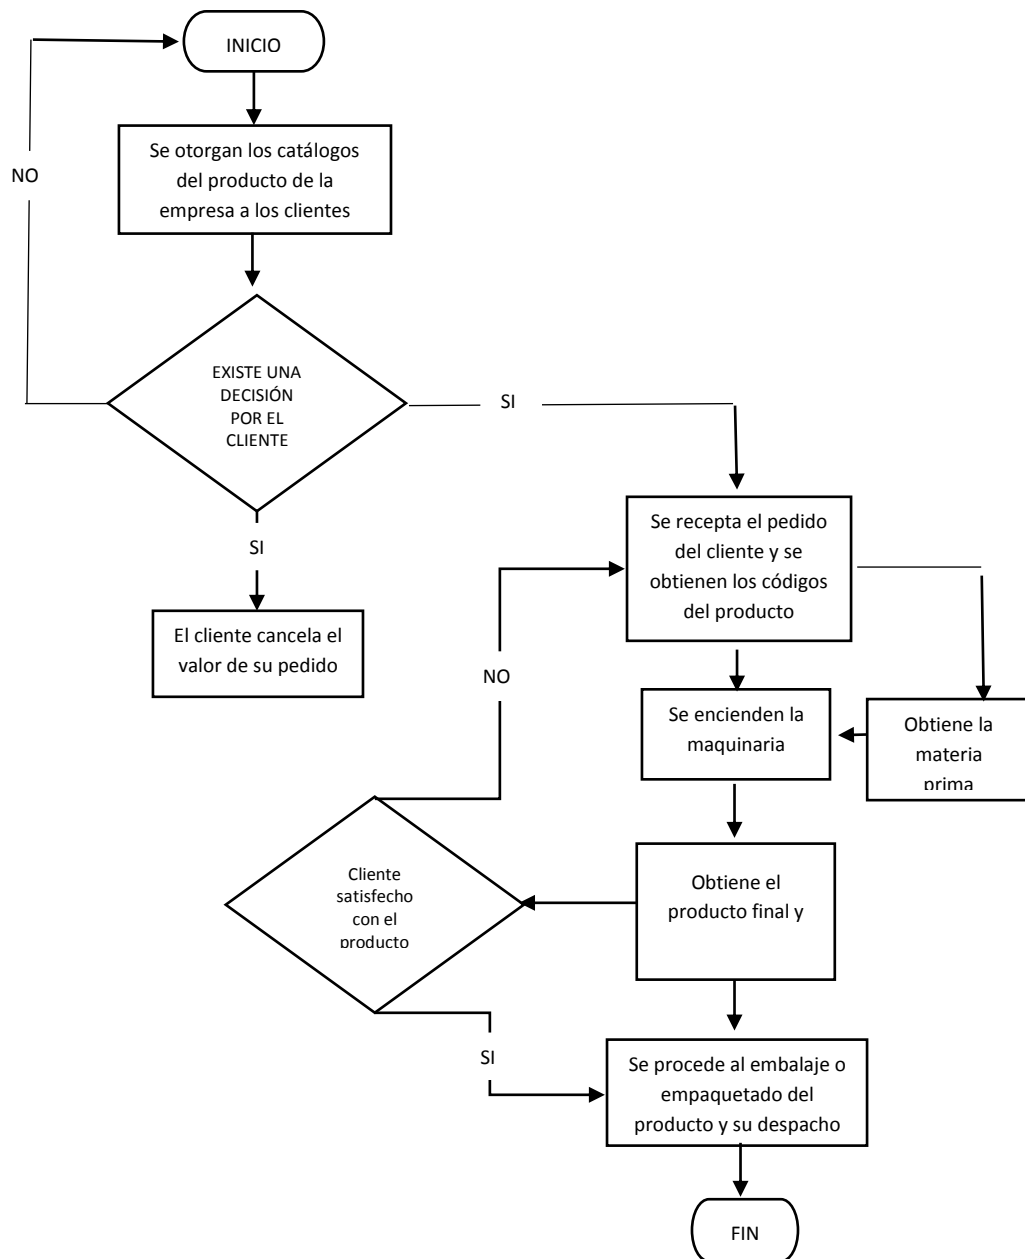 INICIO
Se otorgan los catálogos
del producto de la
empresa a los clientes
NO
EXISTE UNA
DECISIÓN
POR EL
CLIENTE
SI
SI
El cliente cancela el
valor de su pedido
Se recepta el pedido
del cliente y se
obtienen los códigos
del producto
NO
Se encienden la
maquinaria
Obtiene la
materia
prima
Cliente
satisfecho
con el
producto
Obtiene el
producto final y
SI
Se procede al embalaje o
empaquetado del
producto y su despacho
FIN